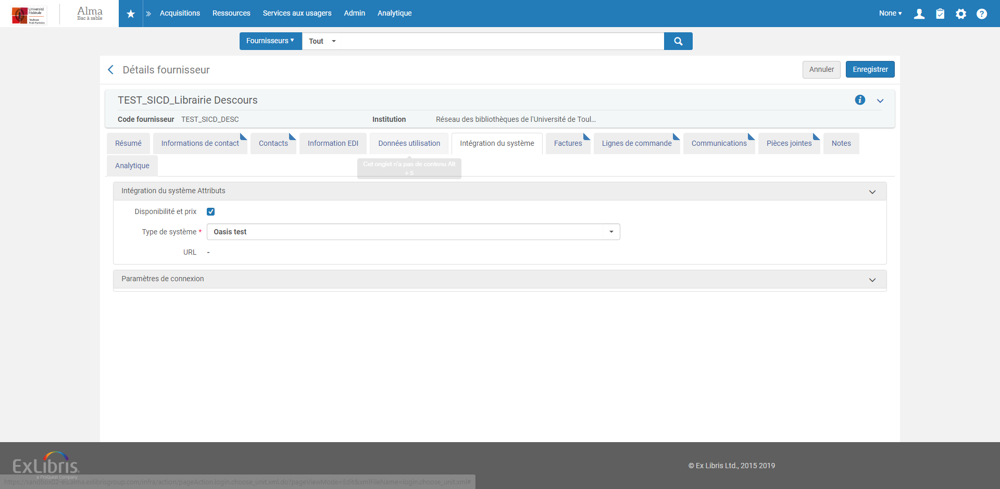 Université
Fédérale
Toulouse
Midi-Pyrénées
Alma
Bac à sable
Acquisitions
Ressources
Services aux usagers
Admin
Analytique
None
Fournisseurs
Tout
Détails fournisseur
Annuler
Enregistrer
TEST_SICD_Librairie Descours
Code fournisseur TEST_SICD_DESC
Institution Réseau des bibliothèques de l'Université de Toul...
Résumé
Informations de contact
Contacts
Information EDI
Données utilisation
Intégration du système
Factures
Lignes de commande
Communications
Pièces jointes
Notes
Analytique
Cet onglet n'a pas de contenu Alt
+ 5
Intégration du système Attributs
Disponibilité et prix
Type de système * Oasis test
URL -
Paramètres de connexion
ExLibris
a ProQuest Company
© Ex Libris Ltd., 2015 2019
https://sandbox02-eu.alma.exlibrisgroup.com/infra/action/pageAction.login.choose_unit.xml.do?pageViewMode=Edit&xmlFileName=login.choose_unit.xml#